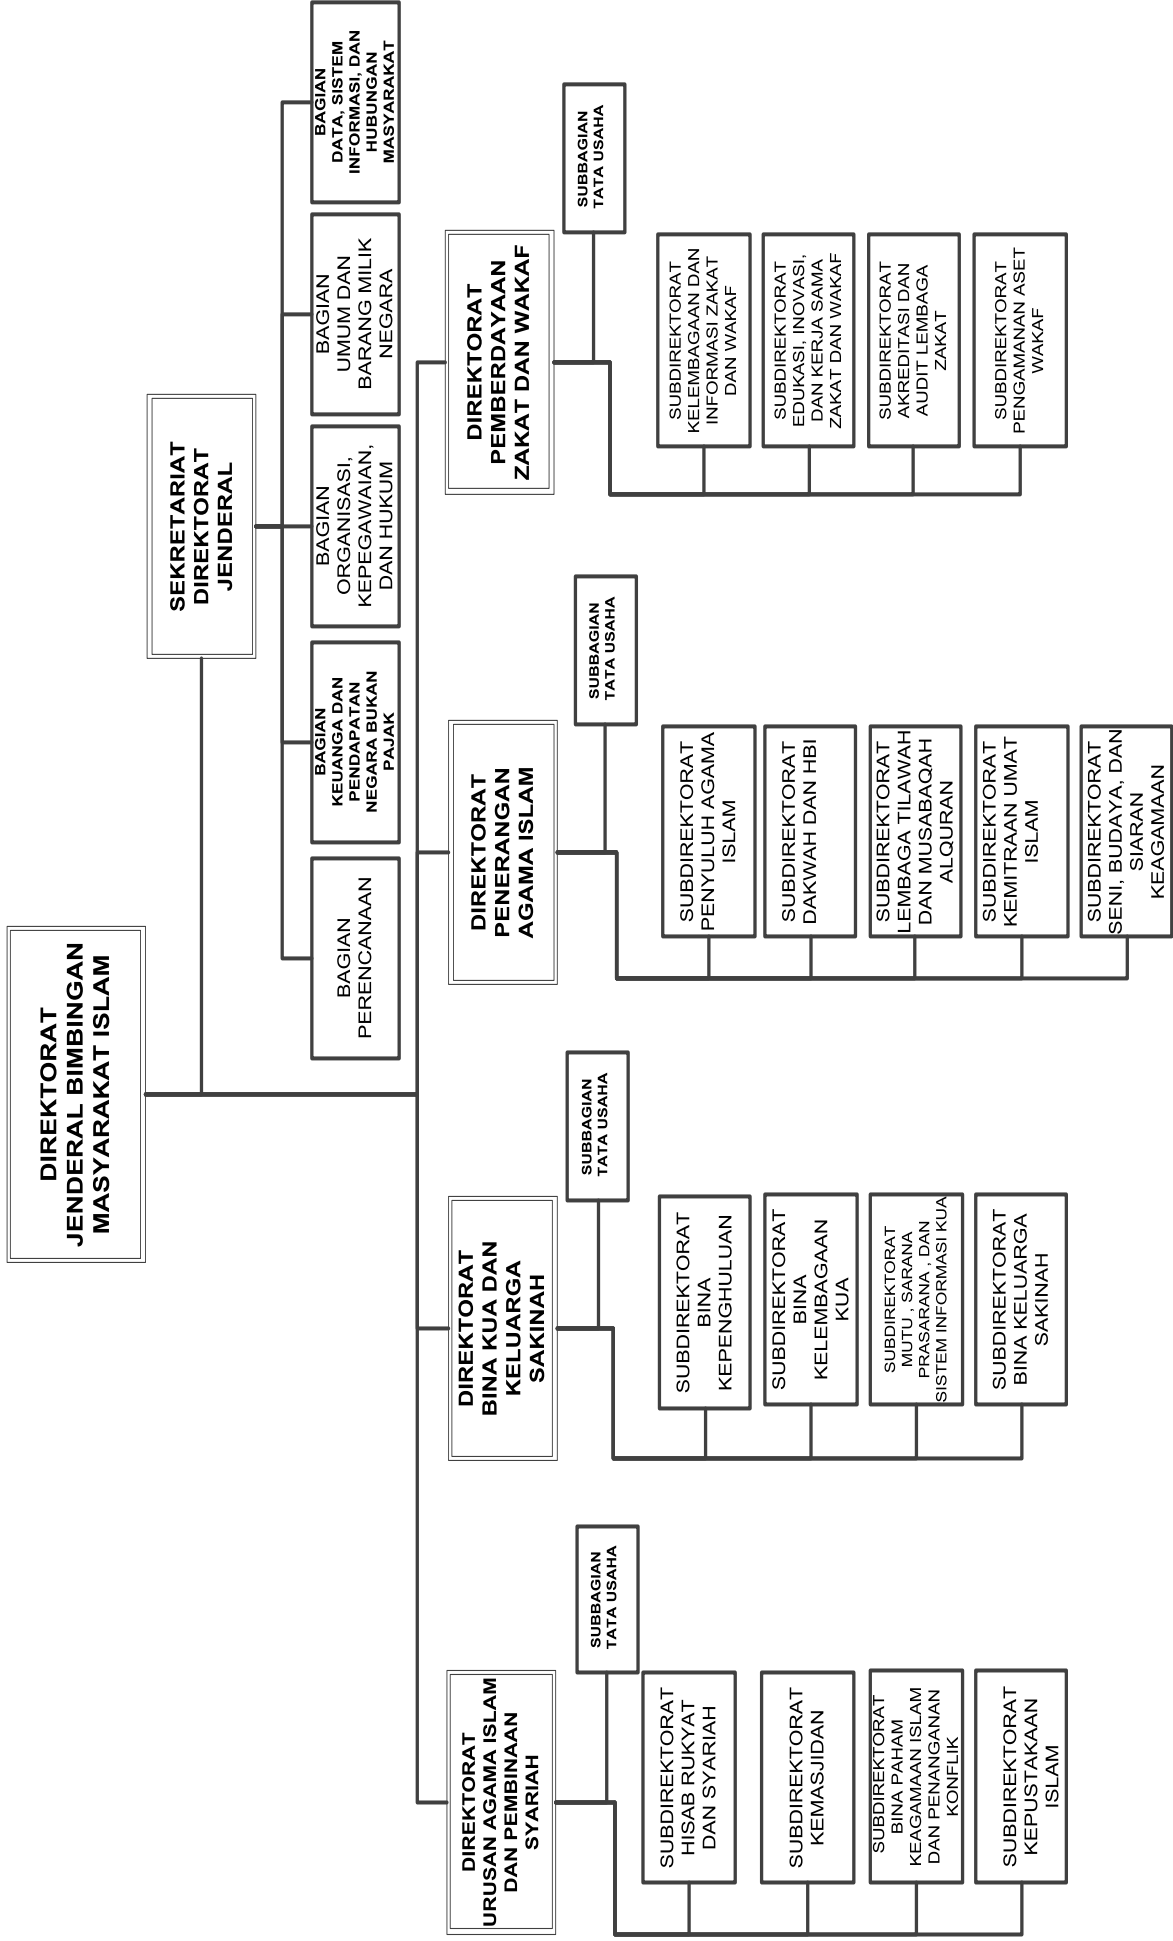 DIREKTORAT
JENDERAL BIMBINGAN
MASYARAKAT ISLAM
SEKRETARIAT
DIREKTORAT
JENDERAL
BAGIAN
PERENCANAAN
BAGIAN
KEUANGA DAN
PENDAPATAN
NEGARA BUKAN
PAJAK
BAGIAN
ORGANISASI,
KEPEGAWAIAN,
DAN HUKUM
BAGIAN
UMUM DAN
BARANG MILIK
NEGARA
BAGIAN
DATA, SISTEM
INFORMASI, DAN
HUBUNGAN
MASYARAKAT
DIREKTORAT
URUSAN AGAMA ISLAM
DAN PEMBINAAN
SYARIAH
SUBBAGIAN
TATA USAHA
SUBDIREKTORAT
HISAB RUKYAT
DAN SYARIAH
SUBDIREKTORAT
KEMASJIDAN
SUBDIREKTORAT
BINA PAHAM
KEAGAMAAN ISLAM
DAN PENANGANAN
KONFLIK
SUBDIREKTORAT
KEPUSTAKAAN
ISLAM
DIREKTORAT
BINA KUA DAN
KELUARGA
SAKINAH
SUBBAGIAN
TATA USAHA
SUBDIREKTORAT
BINA
KEPENGHULUAN
SUBDIREKTORAT
BINA
KELEMBAGAAN
KUA
SUBDIREKTORAT
MUTU , SARANA
PRASARANA , DAN
SISTEM INFORMASI KUA
SUBDIREKTORAT
BINA KELUARGA
SAKINAH
DIREKTORAT
PENERANGAN
AGAMA ISLAM
SUBBAGIAN
TATA USAHA
SUBDIREKTORAT
PENYULUH AGAMA
ISLAM
SUBDIREKTORAT
DAKWAH DAN HBI
SUBDIREKTORAT
LEMBAGA TILAWAH
DAN MUSABAQAH
ALQURAN
SUBDIREKTORAT
KEMITRAAN UMAT
ISLAM
SUBDIREKTORAT
SENI, BUDAYA, DAN
SIARAN
KEAGAMAAN
DIREKTORAT
PEMBERDAYAAN
ZAKAT DAN WAKAF
SUBBAGIAN
TATA USAHA
SUBDIREKTORAT
KELEMBAGAAN DAN
INFORMASI ZAKAT
DAN WAKAF
SUBDIREKTORAT
EDUKASI, INOVASI,
DAN KERJA SAMA
ZAKAT DAN WAKAF
SUBDIREKTORAT
AKREDITASI DAN
AUDIT LEMBAGA
ZAKAT
SUBDIREKTORAT
PENGAMANAN ASET
WAKAF